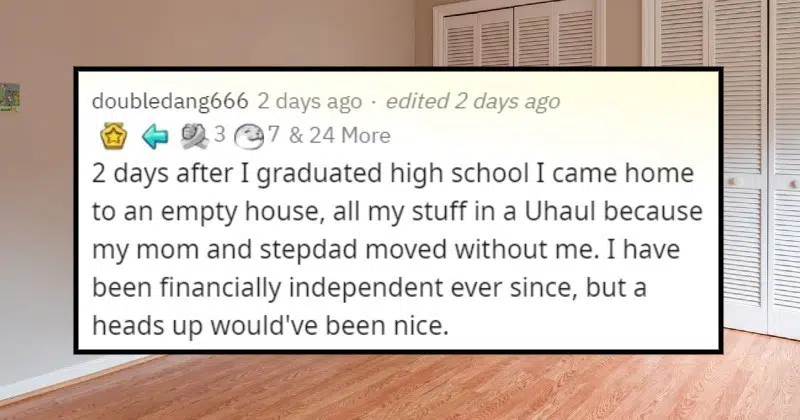 doubledang666 2 days ago · edited 2 days ago
3 7 & 24 More
2 days after I graduated high school I came home
to an empty house, all my stuff in a Uhaul because
my mom and stepdad moved without me. I have
been financially independent ever since, but a
heads up would've been nice.